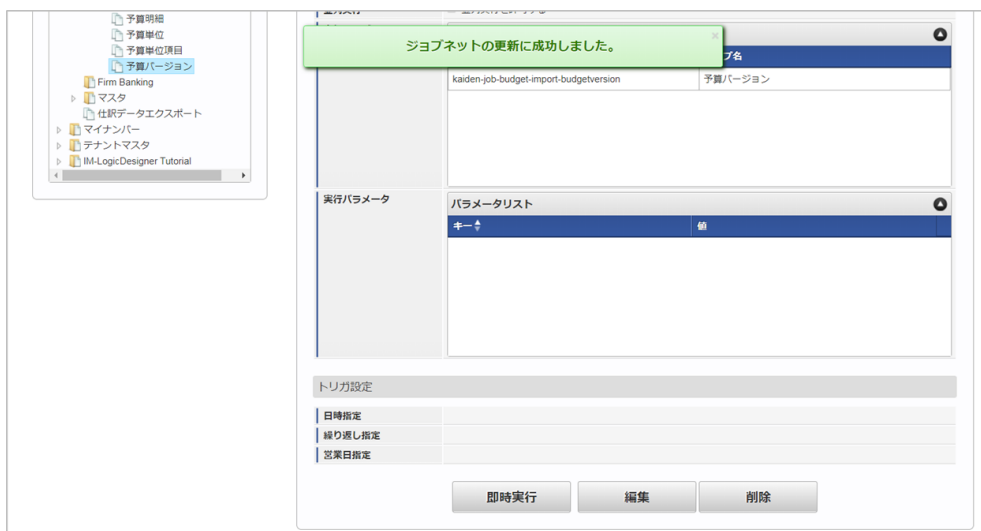 予算明細
予算単位
予算単位項目
予算バージョン
Firm Banking
マスタ
仕訳データエクスポート
マイナンバー
テナントマスタ
IM-LogicDesigner Tutorial
ジョブネットの更新に成功しました。
×
ブ名
kaiden-job-budget-import-budgetversion
予算バージョン
実行パラメータ
パラメータリスト
キー
値
トリガ設定
日時指定
繰り返し指定
営業日指定
即時実行
編集
削除